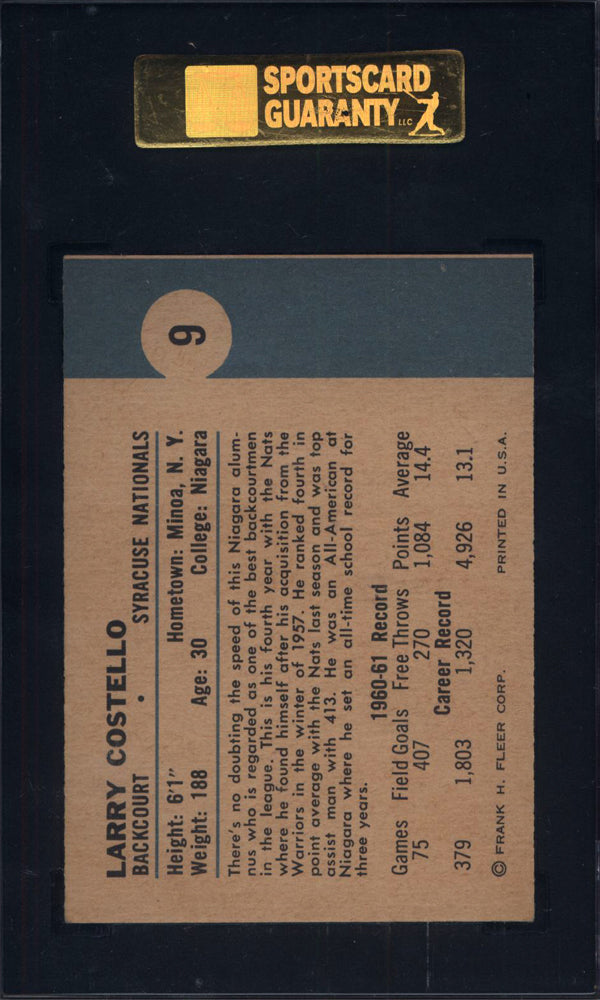 SPORTSCARD
GUARANTY LLC
9
LARRY COSTELLO
BACKCOURT • SYRACUSE NATIONALS
Height: 6'1" Hometown: Minoa, N. Y.
Weight: 188 Age: 30 College: Niagara
There's no doubting the speed of this Niagara alum-
nus who is regarded as one of the best backcourtmen
in the league. This is his fourth year with the Nats
where he found himself after his acquisition from the
Warriors in the winter of 1957. He ranked fourth in
point average with the Nats last season and was top
assist man with 413. He was an All-American at
Niagara where he set an all-time school record for
three years.
1960-61 Record
Games Field Goals Free Throws Points Average
75 407 270 1,084 14.4
Career Record
379 1,803 1,320 4,926 13.1
© FRANK H. FLEER CORP. PRINTED IN U.S.A.